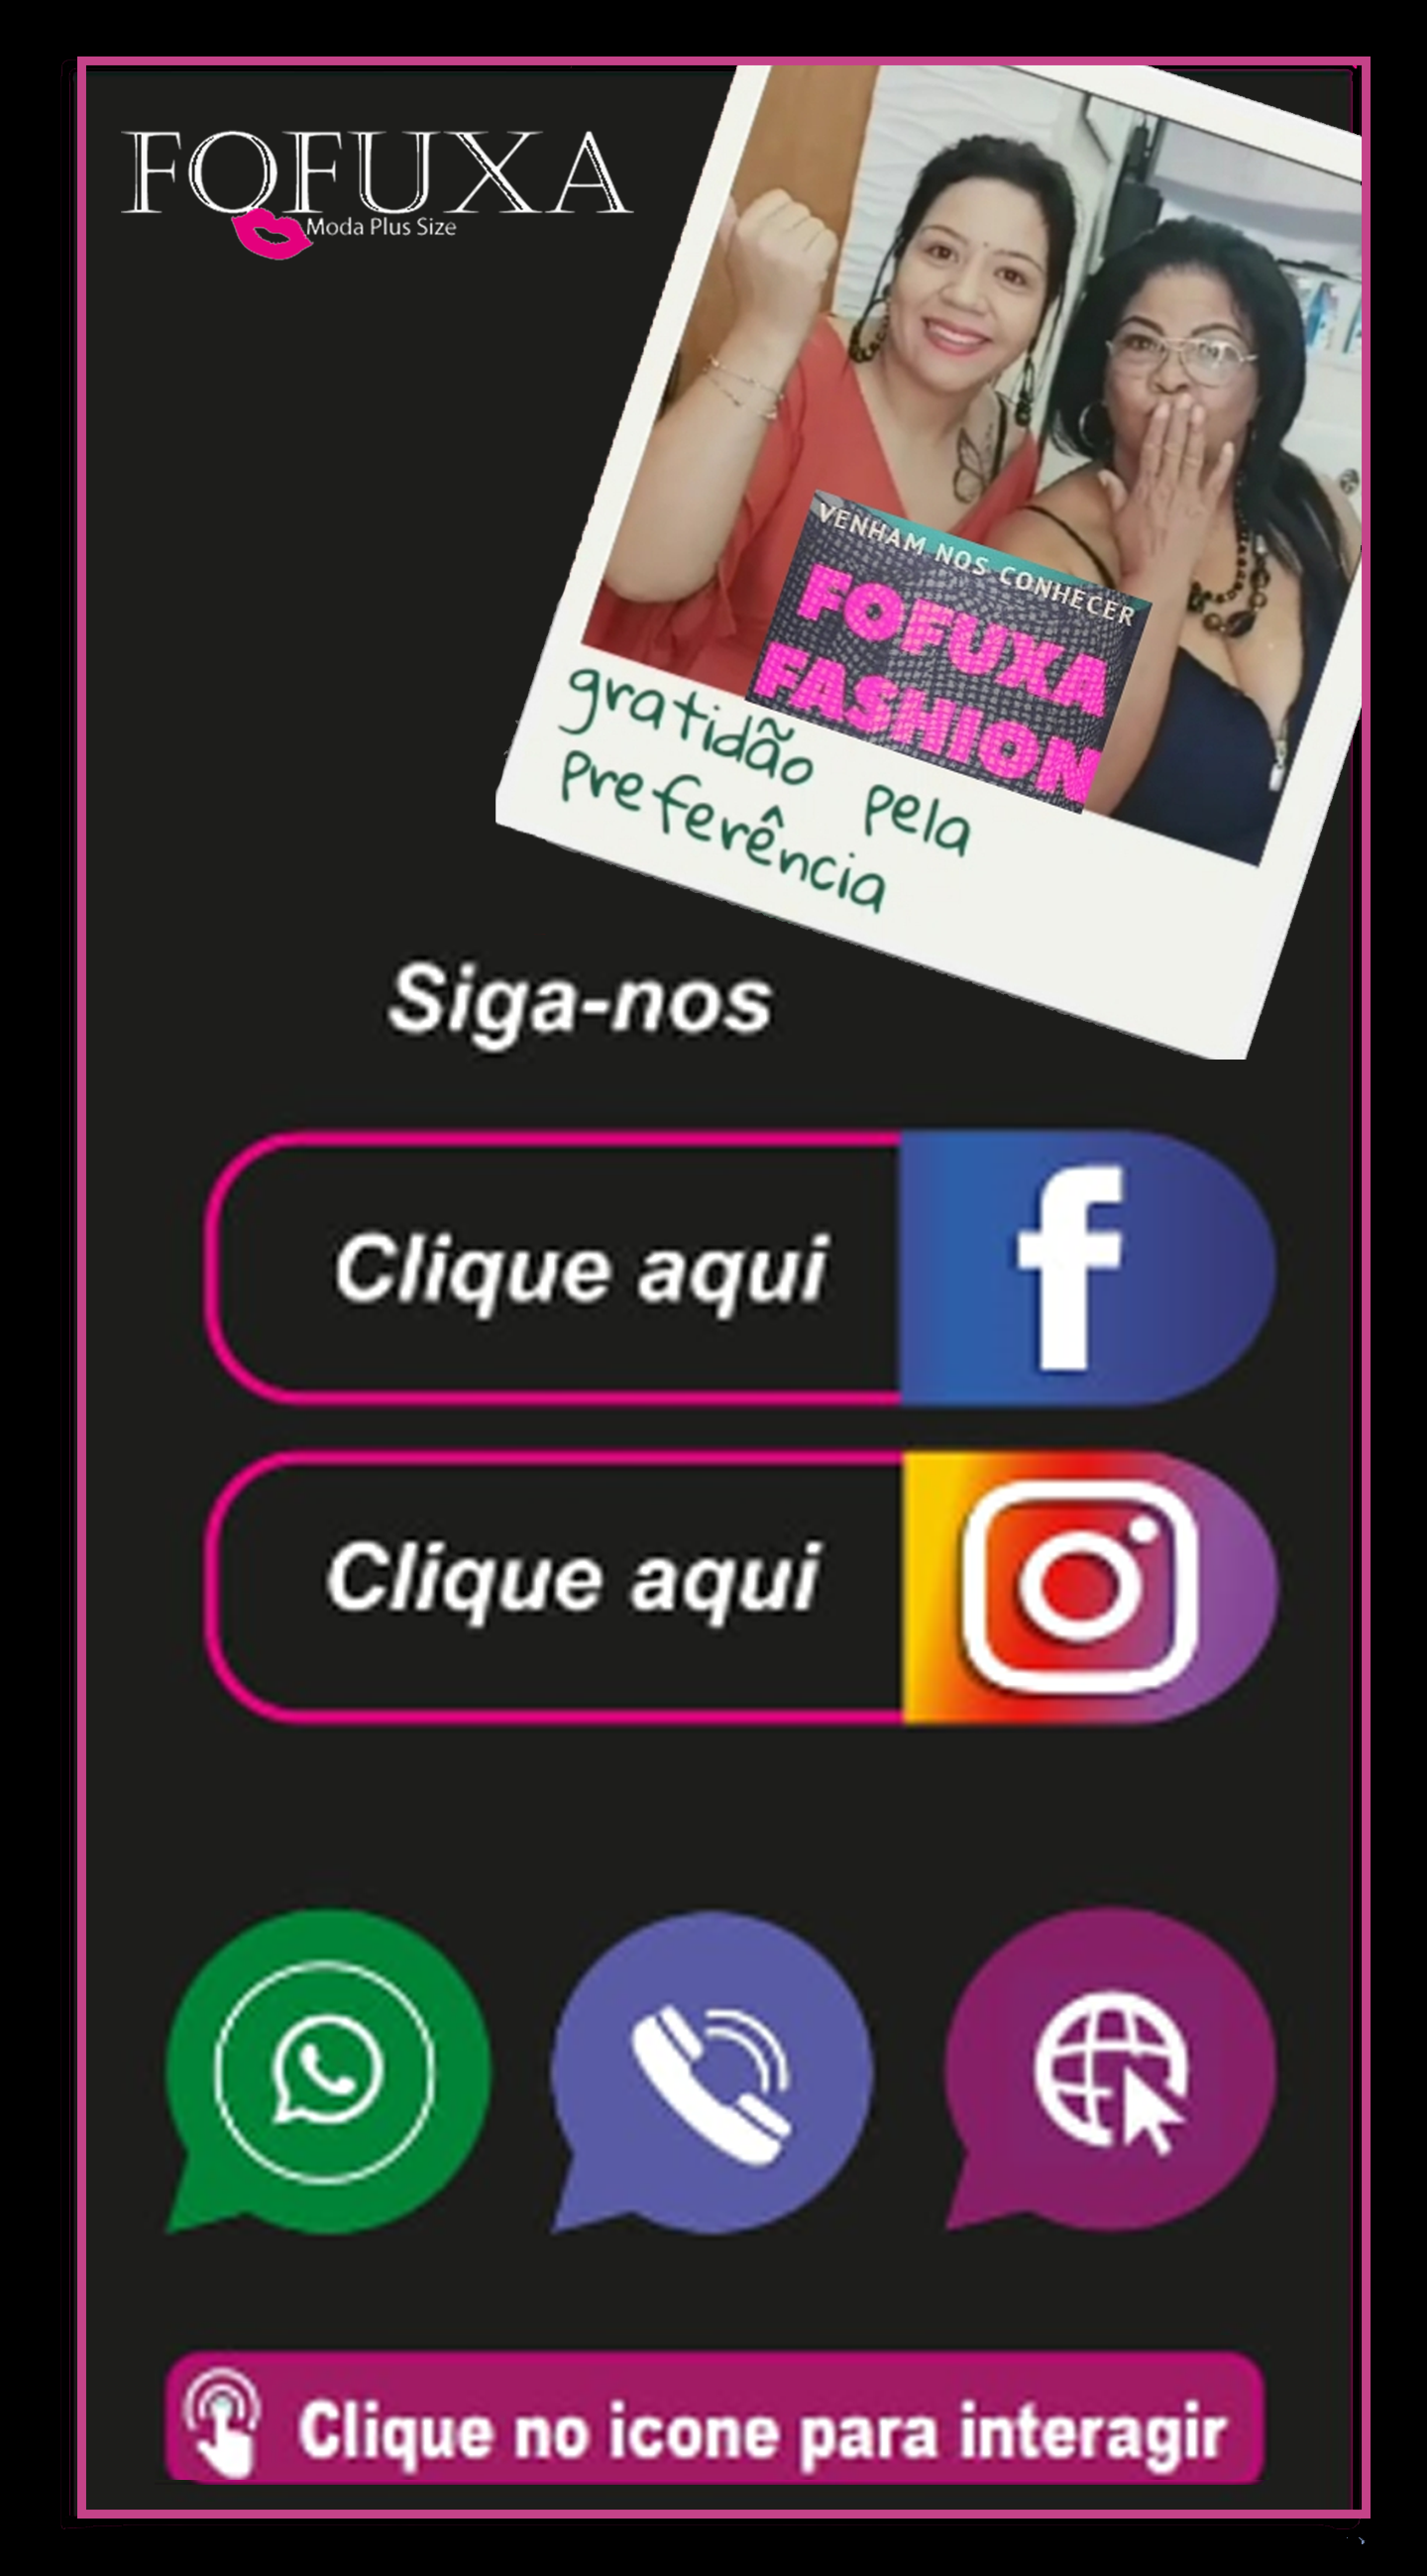 FOFUXA
Moda Plus Size
VENHAM NOS CONHECER
FOFUXA
FASHION
gratidão pela
preferência
Siga-nos
Clique aqui
Clique aqui
Clique no icone para interagir